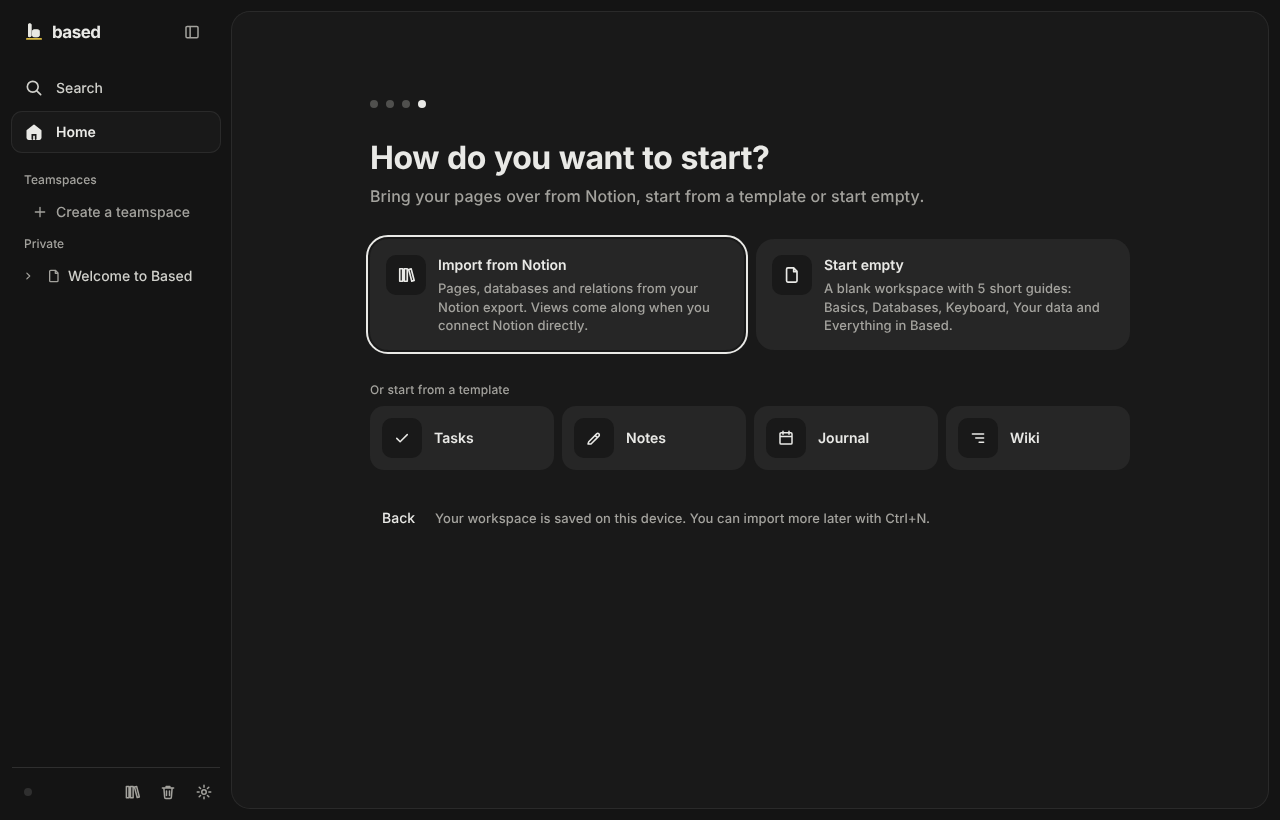 based
Search
Home
Teamspaces
Create a teamspace
Private
Welcome to Based
How do you want to start?
Bring your pages over from Notion, start from a template or start empty.
Import from Notion
Pages, databases and relations from your
Notion export. Views come along when you
connect Notion directly.
Start empty
A blank workspace with 5 short guides:
Basics, Databases, Keyboard, Your data and
Everything in Based.
Or start from a template
Tasks
Notes
Journal
Wiki
Back
Your workspace is saved on this device. You can import more later with Ctrl+N.